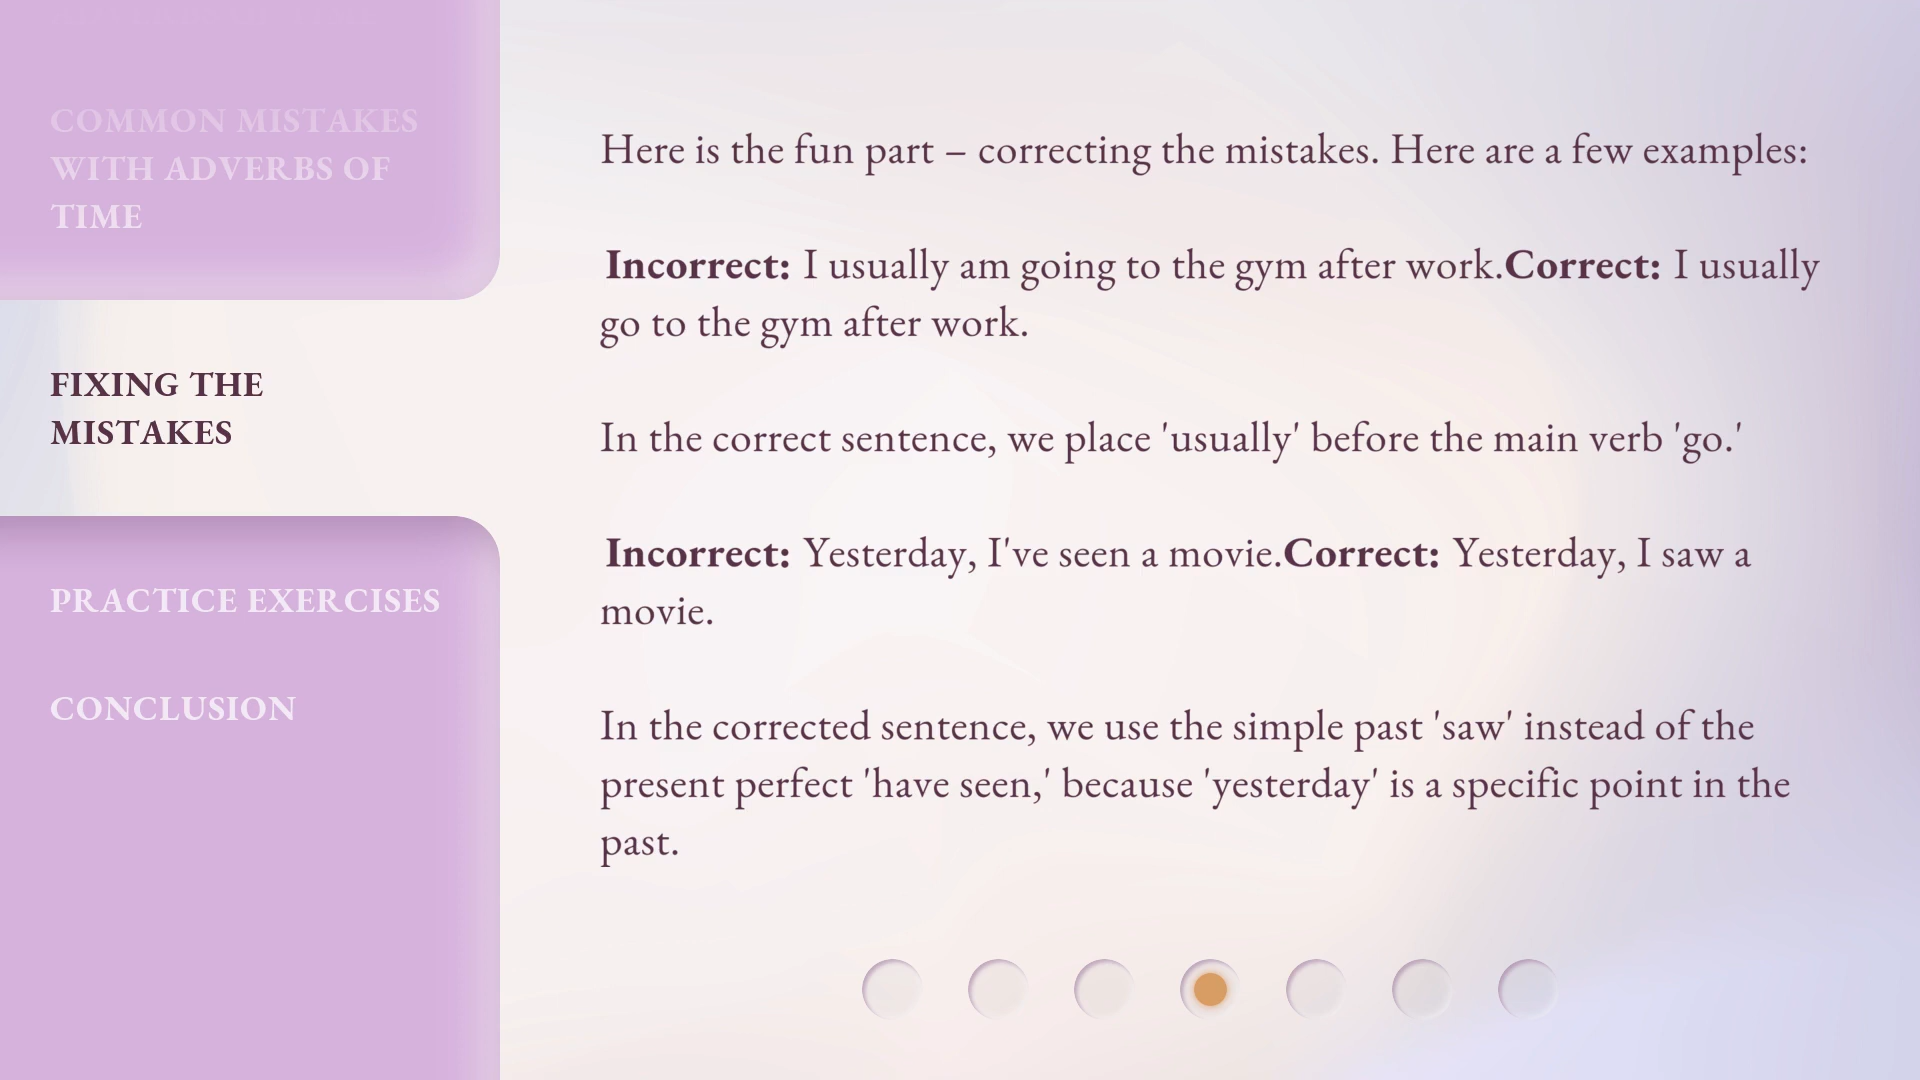 COMMON MISTAKES
WITH ADVERBS OF
TIME
FIXING THE
MISTAKES
PRACTICE EXERCISES
CONCLUSION
Here is the fun part – correcting the mistakes. Here are a few examples:
Incorrect: I usually am going to the gym after work.Correct: I usually
go to the gym after work.
In the correct sentence, we place 'usually' before the main verb 'go.'
Incorrect: Yesterday, I've seen a movie.Correct: Yesterday, I saw a
movie.
In the corrected sentence, we use the simple past 'saw' instead of the
present perfect 'have seen,' because 'yesterday' is a specific point in the
past.